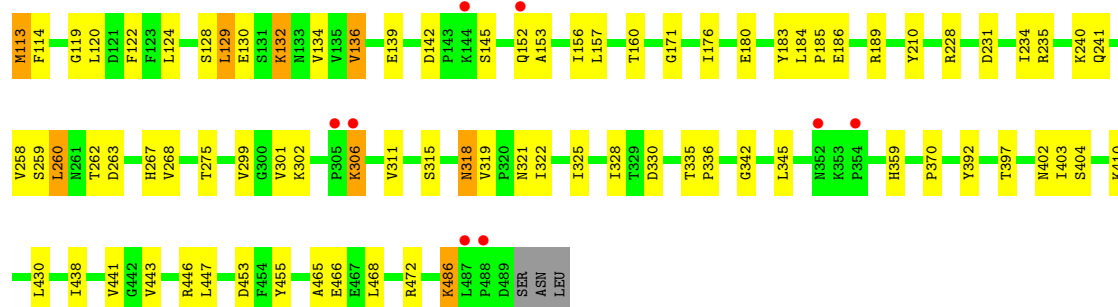 M113 F114 G119 L120 D121 F122 F123 L124 S128 L129 E130 S131 K132 N133 V134 V135 V136 E139 D142 P143 K144 S145 Q152 A153 I156 L157 T160 G171 I176 E180 Y183 L184 P185 E186 R189 Y210 R228 D231 I234 R235 K240 Q241
V258 S259 L260 N261 T262 D263 H267 V268 T275 V299 G300 V301 K302 P305 K306 V311 S315 N318 V319 P320 N321 I322 I325 I328 T329 D330 T335 P336 G342 L345 N352 K353 P354 H359 P370 Y392 T397 N402 I403 S404 K410
L430 I438 V441 G442 V443 R446 L447 D453 F454 Y455 A465 E466 E467 L468 R472 K486 L487 P488 D489 SER ASN LEU